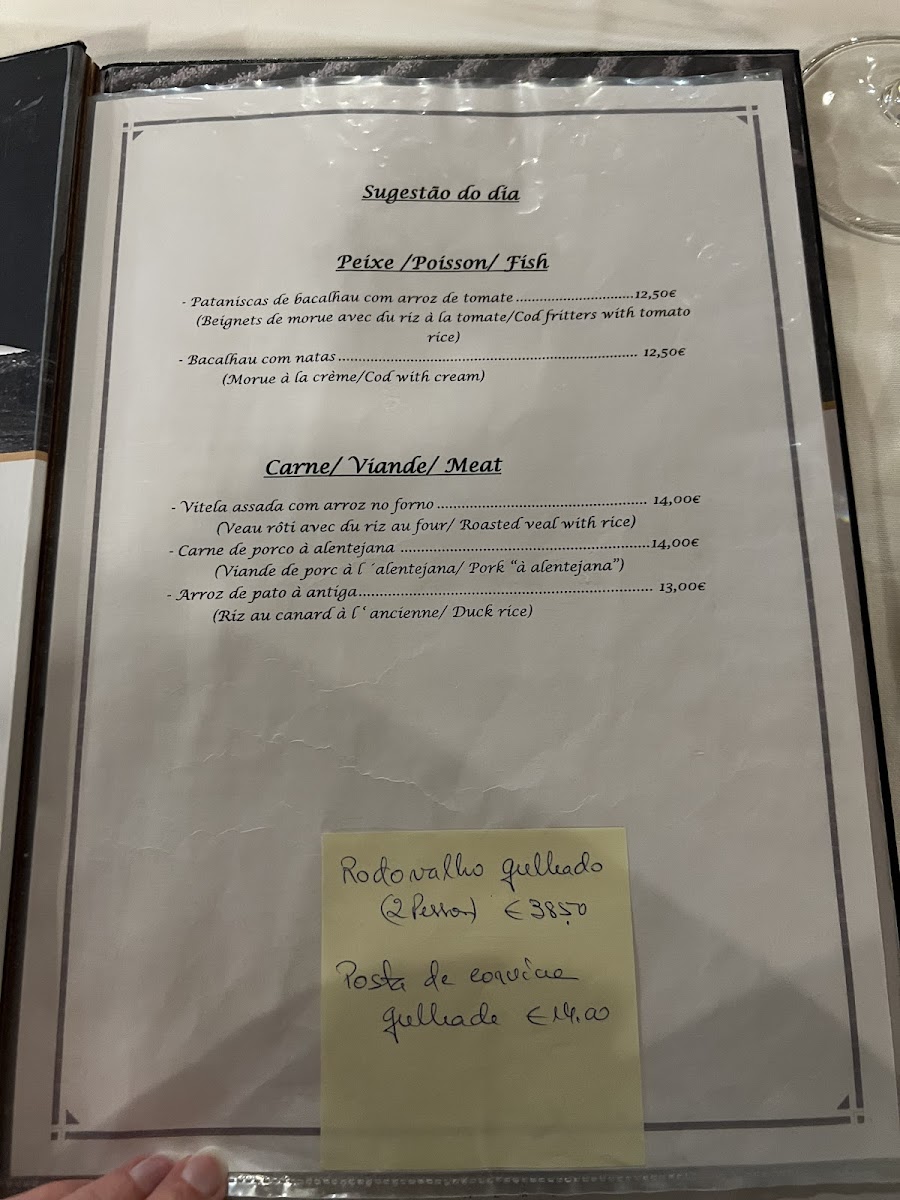 Sugestão do dia
Peixe /Poisson/ Fish
- Pataniscas de bacalhau com arroz de tomate..............................12,50€
(Beignets de morue avec du riz à la tomate/Cod fritters with tomato
rice)
- Bacalhau com natas............................................................................ 12,50€
(Morue à la crème/Cod with cream)
Carne/ Viande/ Meat
- Vitela assada com arroz no forno..................................................... 14,00€
(Veau rôti avec du riz au four/ Roasted veal with rice)
- Carne de porco à alentejana ...............................................................14,00€
(Viande de porc à l ´alentejana/ Pork “à alentejana”)
- Arroz de pato à antiga.......................................................................... 13,00€
(Riz au canard à l ‘ ancienne/ Duck rice)
Rodovalho grelhado
(2 Pessoas) € 38,50
Posta de corvina
grelhada € 14,00